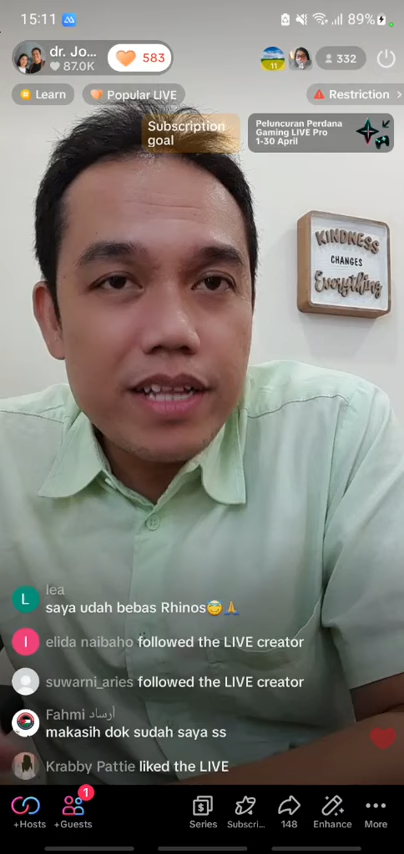 15:11
89%
dr. Jo...
87.0K
583
11
332
Learn
Popular LIVE
Restriction
Subscription
goal
Peluncuran Perdana
Gaming LIVE Pro
1-30 April
KINDNESS
CHANGES
Everything
L
lea
saya udah bebas Rhinos😇🙏
I
elida naibaho followed the LIVE creator
suwarni_aries followed the LIVE creator
Fahmi أرساد
makasih dok sudah saya ss
Krabby Pattie liked the LIVE
1
+Hosts
+Guests
Series
Subscri...
148
Enhance
More